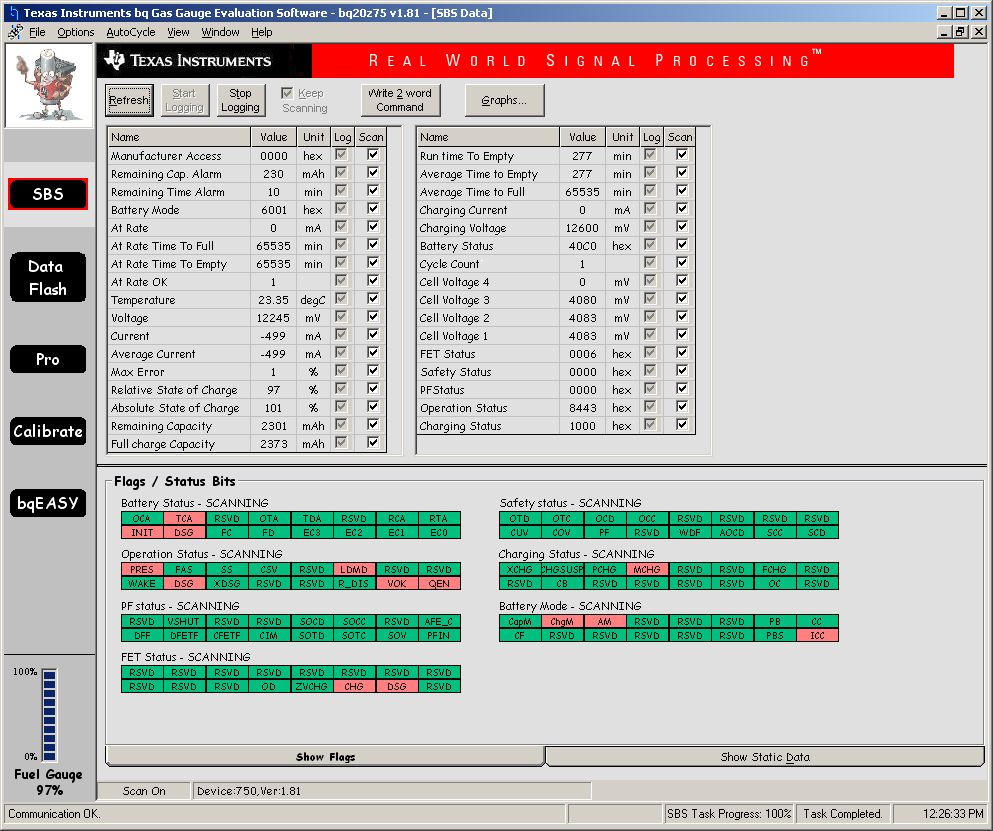 Texas Instruments bq Gas Gauge Evaluation Software - bq20z75 v1.81 - [SBS Data]
File Options AutoCycle View Window Help
TEXAS INSTRUMENTS REAL WORLD SIGNAL PROCESSING™
Refresh Start Logging Stop Logging Keep Scanning Write 2 word Command Graphs...
SBS
Data
Flash
Pro
Calibrate
bqEASY
Name Value Unit Log Scan
Manufacturer Access 0000 hex
Remaining Cap. Alarm 230 mAh
Remaining Time Alarm 10 min
Battery Mode 6001 hex
At Rate 0 mA
At Rate Time To Full 65535 min
At Rate Time To Empty 65535 min
At Rate OK 1
Temperature 23.35 degC
Voltage 12245 mV
Current -499 mA
Average Current -499 mA
Max Error 1 %
Relative State of Charge 97 %
Absolute State of Charge 101 %
Remaining Capacity 2301 mAh
Full charge Capacity 2373 mAh
Name Value Unit Log Scan
Run time To Empty 277 min
Average Time to Empty 277 min
Average Time to Full 65535 min
Charging Current 0 mA
Charging Voltage 12600 mV
Battery Status 40C0 hex
Cycle Count 1
Cell Voltage 4 0 mV
Cell Voltage 3 4080 mV
Cell Voltage 2 4083 mV
Cell Voltage 1 4083 mV
FET Status 0006 hex
Safety Status 0000 hex
PFStatus 0000 hex
Operation Status 8443 hex
Charging Status 1000 hex
Flags / Status Bits
Battery Status - SCANNING
OCA TCA RSVD OTA TDA RSVD RCA RTA
INIT DSG FC FD EC3 EC2 EC1 EC0
Operation Status - SCANNING
PRES FAS SS CSV RSVD LDMD RSVD RSVD
WAKE DSG XDSG RSVD RSVD R_DIS VOK QEN
PF status - SCANNING
RSVD VSHUT RSVD RSVD SOCD SOCC RSVD AFE_C
DFF DFETF CFETF CIM SOTD SOTC SOV PFIN
FET Status - SCANNING
RSVD RSVD RSVD RSVD RSVD RSVD RSVD RSVD
RSVD RSVD RSVD OD ZVCHG CHG DSG RSVD
Safety status - SCANNING
OTD OTC OCD OCC RSVD RSVD RSVD RSVD
CUV COV PF RSVD WDF AOCD SCC SCD
Charging Status - SCANNING
XCHG CHGSUSP PCHG MCHG RSVD RSVD FCHG RSVD
RSVD CB RSVD RSVD RSVD RSVD OC RSVD
Battery Mode - SCANNING
CapM ChgM AM RSVD RSVD RSVD PB CC
CF RSVD RSVD RSVD RSVD RSVD PBS ICC
100%
0%
Fuel Gauge
97%
Show Flags Show Static Data
Scan On Device:750,Ver:1.81
Communication OK. SBS Task Progress: 100% Task Completed. 12:26:33 PM